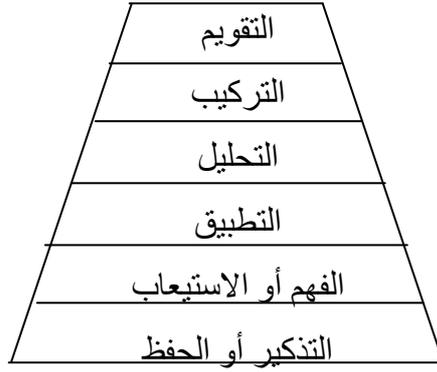 التقويم
التركيب
التحليل
التطبيق
الفهم أو الاستيعاب
التذكير أو الحفظ